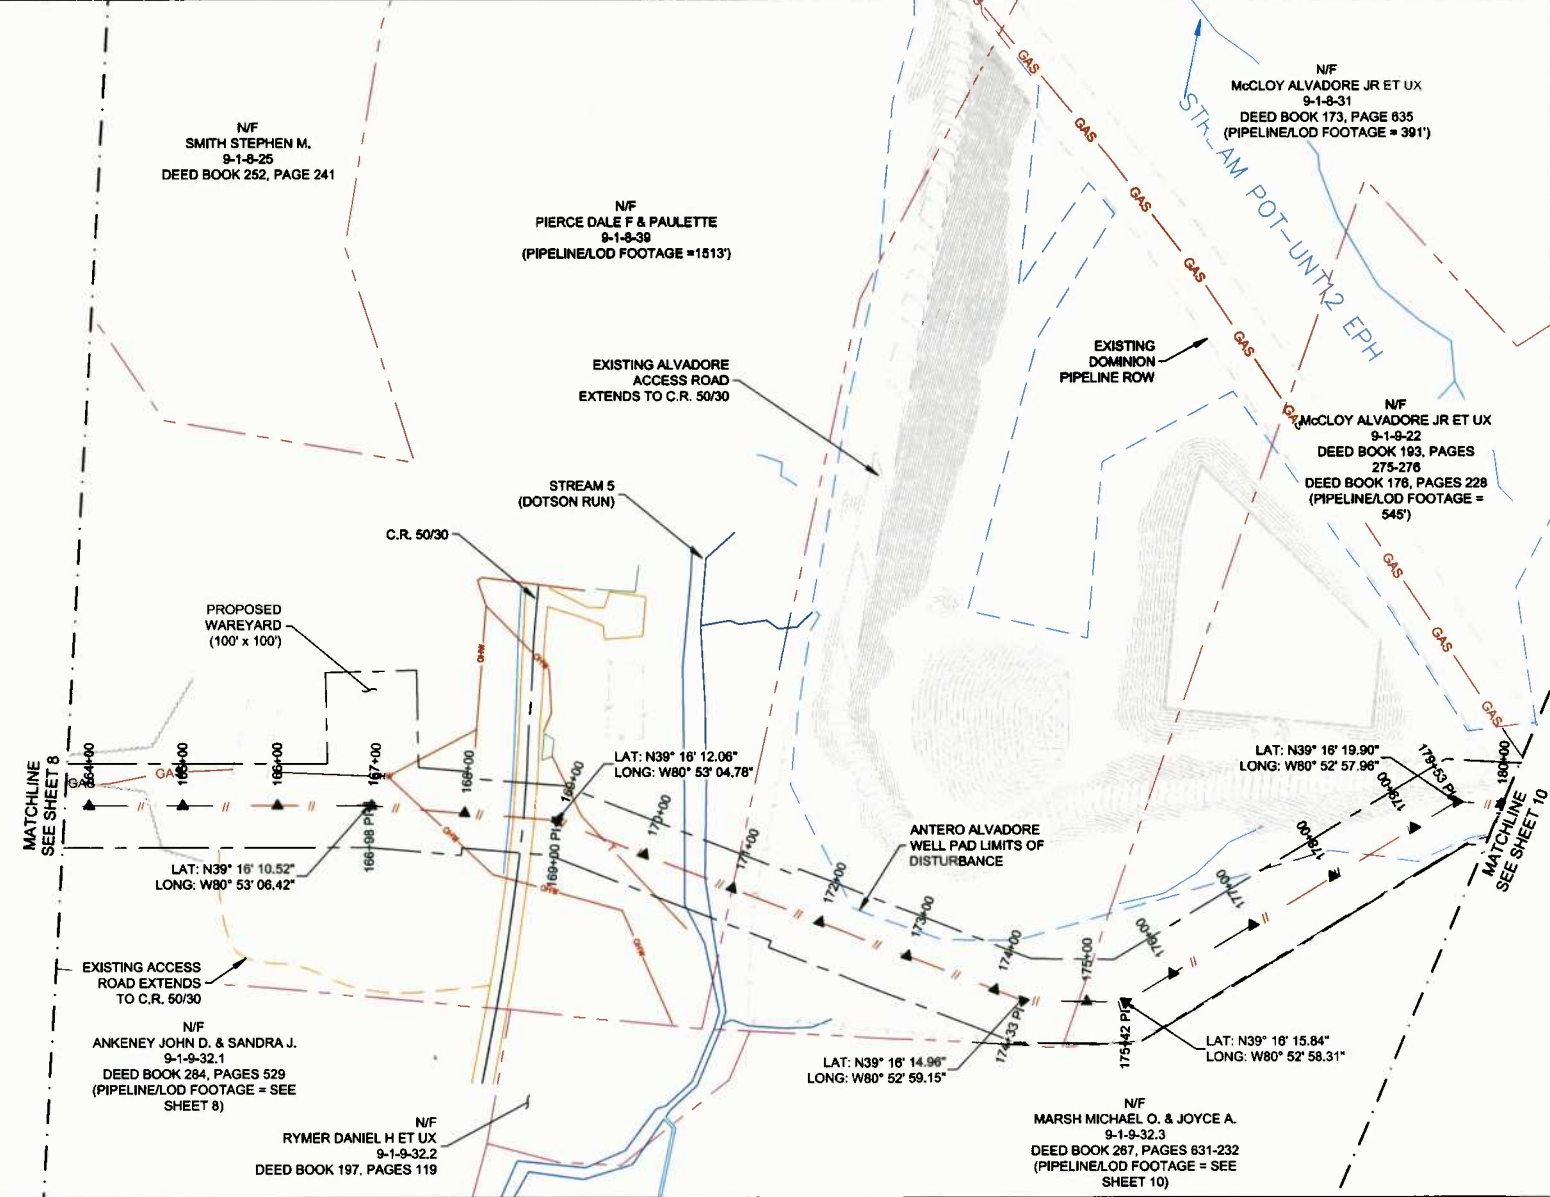 N/F
SMITH STEPHEN M.
9-1-8-25
DEED BOOK 252, PAGE 241
N/F
PIERCE DALE F & PAULETTE
9-1-8-39
(PIPELINE/LOD FOOTAGE =1513')
N/F
McCLOY ALVADORE JR ET UX
9-1-8-31
DEED BOOK 173, PAGE 635
(PIPELINE/LOD FOOTAGE = 391')
GAS
GAS
GAS
GAS
GAS
GAS
GAS
GAS
GAS
POT-UNT12 EPH
EXISTING
DOMINION
PIPELINE ROW
EXISTING ALVADORE
ACCESS ROAD
EXTENDS TO C.R. 50/30
N/F
McCLOY ALVADORE JR ET UX
9-1-9-22
DEED BOOK 193, PAGES
275-276
DEED BOOK 176, PAGES 228
(PIPELINE/LOD FOOTAGE =
545')
STREAM 5
(DOTSON RUN)
C.R. 50/30
PROPOSED
WAREYARD
(100' x 100')
OHW
OHW
OHW
OHW
OHW
MATCHLINE
SEE SHEET 8
GAS
164+00
165+00
166+00
167+00
168+00
169+00
170+00
171+00
172+00
173+00
174+00
175+00
176+00
177+00
178+00
179+00
179+53 PI
180+00
166+98 PI
169+00 PI
174+33 PI
175+42 PI
LAT: N39° 16' 12.06"
LONG: W80° 53' 04.78"
LAT: N39° 16' 19.90"
LONG: W80° 52' 57.96"
LAT: N39° 16' 10.52"
LONG: W80° 53' 06.42"
ANTERO ALVADORE
WELL PAD LIMITS OF
DISTURBANCE
MATCHLINE
SEE SHEET 10
EXISTING ACCESS
ROAD EXTENDS
TO C.R. 50/30
N/F
ANKENEY JOHN D. & SANDRA J.
9-1-9-32.1
DEED BOOK 284, PAGES 529
(PIPELINE/LOD FOOTAGE = SEE
SHEET 8)
LAT: N39° 16' 14.96"
LONG: W80° 52' 59.15"
LAT: N39° 16' 15.84"
LONG: W80° 52' 58.31"
N/F
RYMER DANIEL H ET UX
9-1-9-32.2
DEED BOOK 197, PAGES 119
N/F
MARSH MICHAEL O. & JOYCE A.
9-1-9-32.3
DEED BOOK 267, PAGES 631-232
(PIPELINE/LOD FOOTAGE = SEE
SHEET 10)